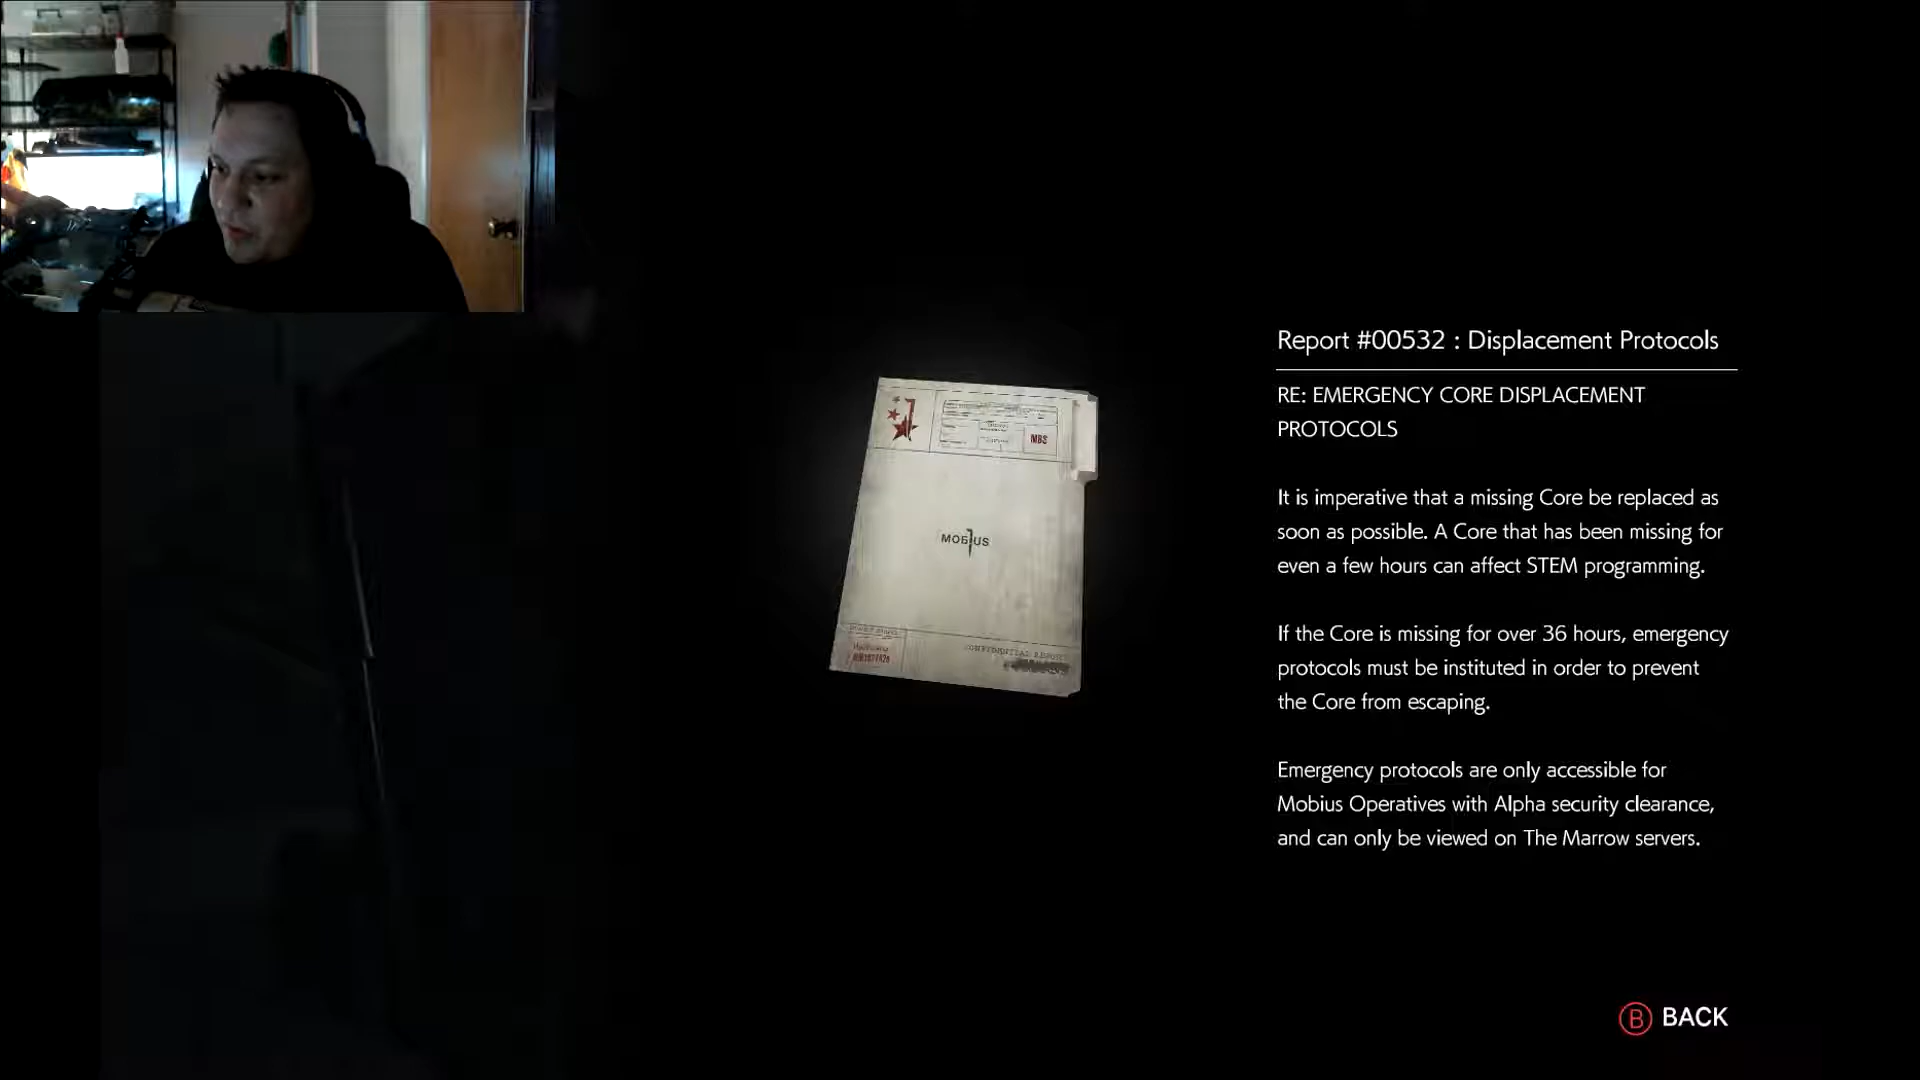 Report #00532 : Displacement Protocols
RE: EMERGENCY CORE DISPLACEMENT
PROTOCOLS
It is imperative that a missing Core be replaced as
soon as possible. A Core that has been missing for
even a few hours can affect STEM programming.
If the Core is missing for over 36 hours, emergency
protocols must be instituted in order to prevent
the Core from escaping.
Emergency protocols are only accessible for
Mobius Operatives with Alpha security clearance,
and can only be viewed on The Marrow servers.
MBS
MOBIUS
B BACK